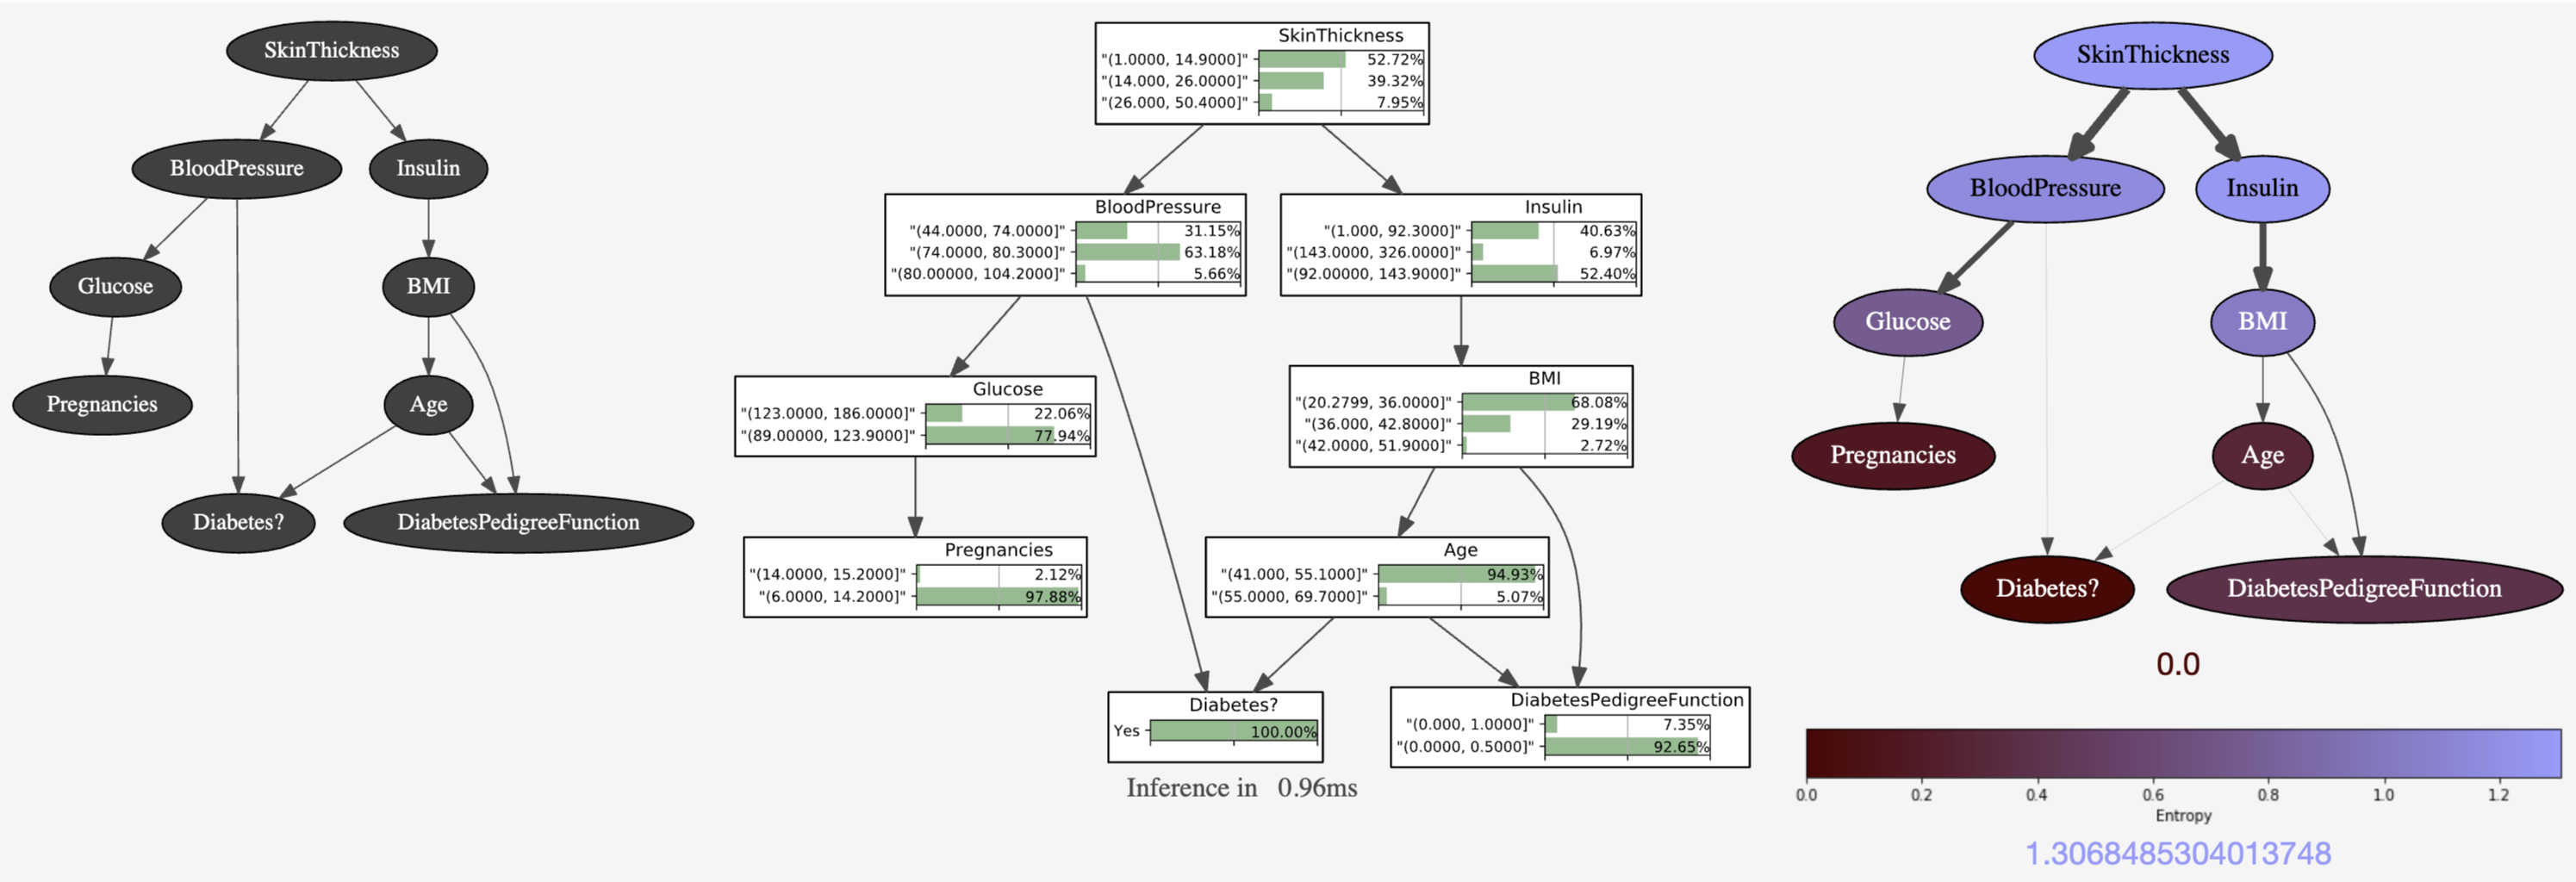 SkinThickness
BloodPressure
Insulin
Glucose
BMI
Pregnancies
Age
Diabetes?
DiabetesPedigreeFunction
SkinThickness
"(1.0000, 14.9000]" 52.72%
"(14.000, 26.0000]" 39.32%
"(26.000, 50.4000]" 7.95%
BloodPressure
"(44.0000, 74.0000]" 31.15%
"(74.0000, 80.3000]" 63.18%
"(80.00000, 104.2000]" 5.66%
Insulin
"(1.000, 92.3000]" 40.63%
"(143.0000, 326.0000]" 6.97%
"(92.00000, 143.9000]" 52.40%
Glucose
"(123.0000, 186.0000]" 22.06%
"(89.00000, 123.9000]" 77.94%
BMI
"(20.2799, 36.0000]" 68.08%
"(36.000, 42.8000]" 29.19%
"(42.0000, 51.9000]" 2.72%
Pregnancies
"(14.0000, 15.2000]" 2.12%
"(6.0000, 14.2000]" 97.88%
Age
"(41.000, 55.1000]" 94.93%
"(55.0000, 69.7000]" 5.07%
Diabetes?
Yes 100.00%
DiabetesPedigreeFunction
"(0.000, 1.0000]" 7.35%
"(0.0000, 0.5000]" 92.65%
Inference in 0.96ms
SkinThickness
BloodPressure
Insulin
Glucose
BMI
Pregnancies
Age
Diabetes?
DiabetesPedigreeFunction
0.0
0.0 0.2 0.4 0.6 0.8 1.0 1.2
Entropy
1.3068485304013748